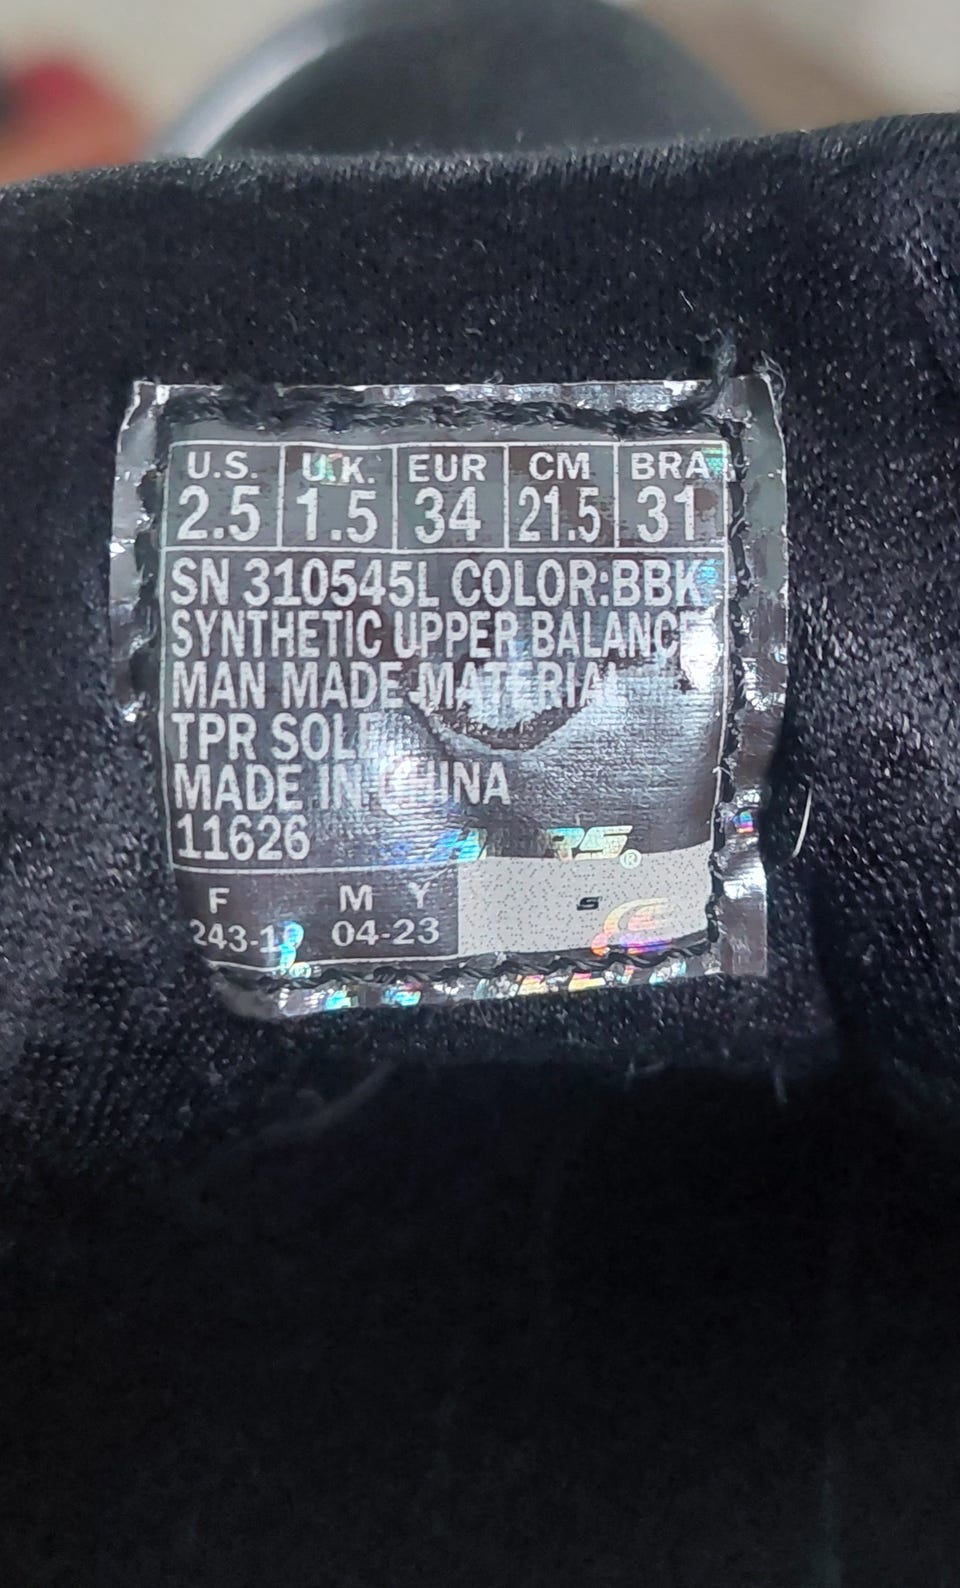 U.S. U.K. EUR CM BRA
2.5 1.5 34 21.5 31
SN 310545L COLOR:BBK
SYNTHETIC UPPER BALANCE
MAN MADE MATERIAL
TPR SOLE
MADE IN CHINA
11626
F M Y
04-23